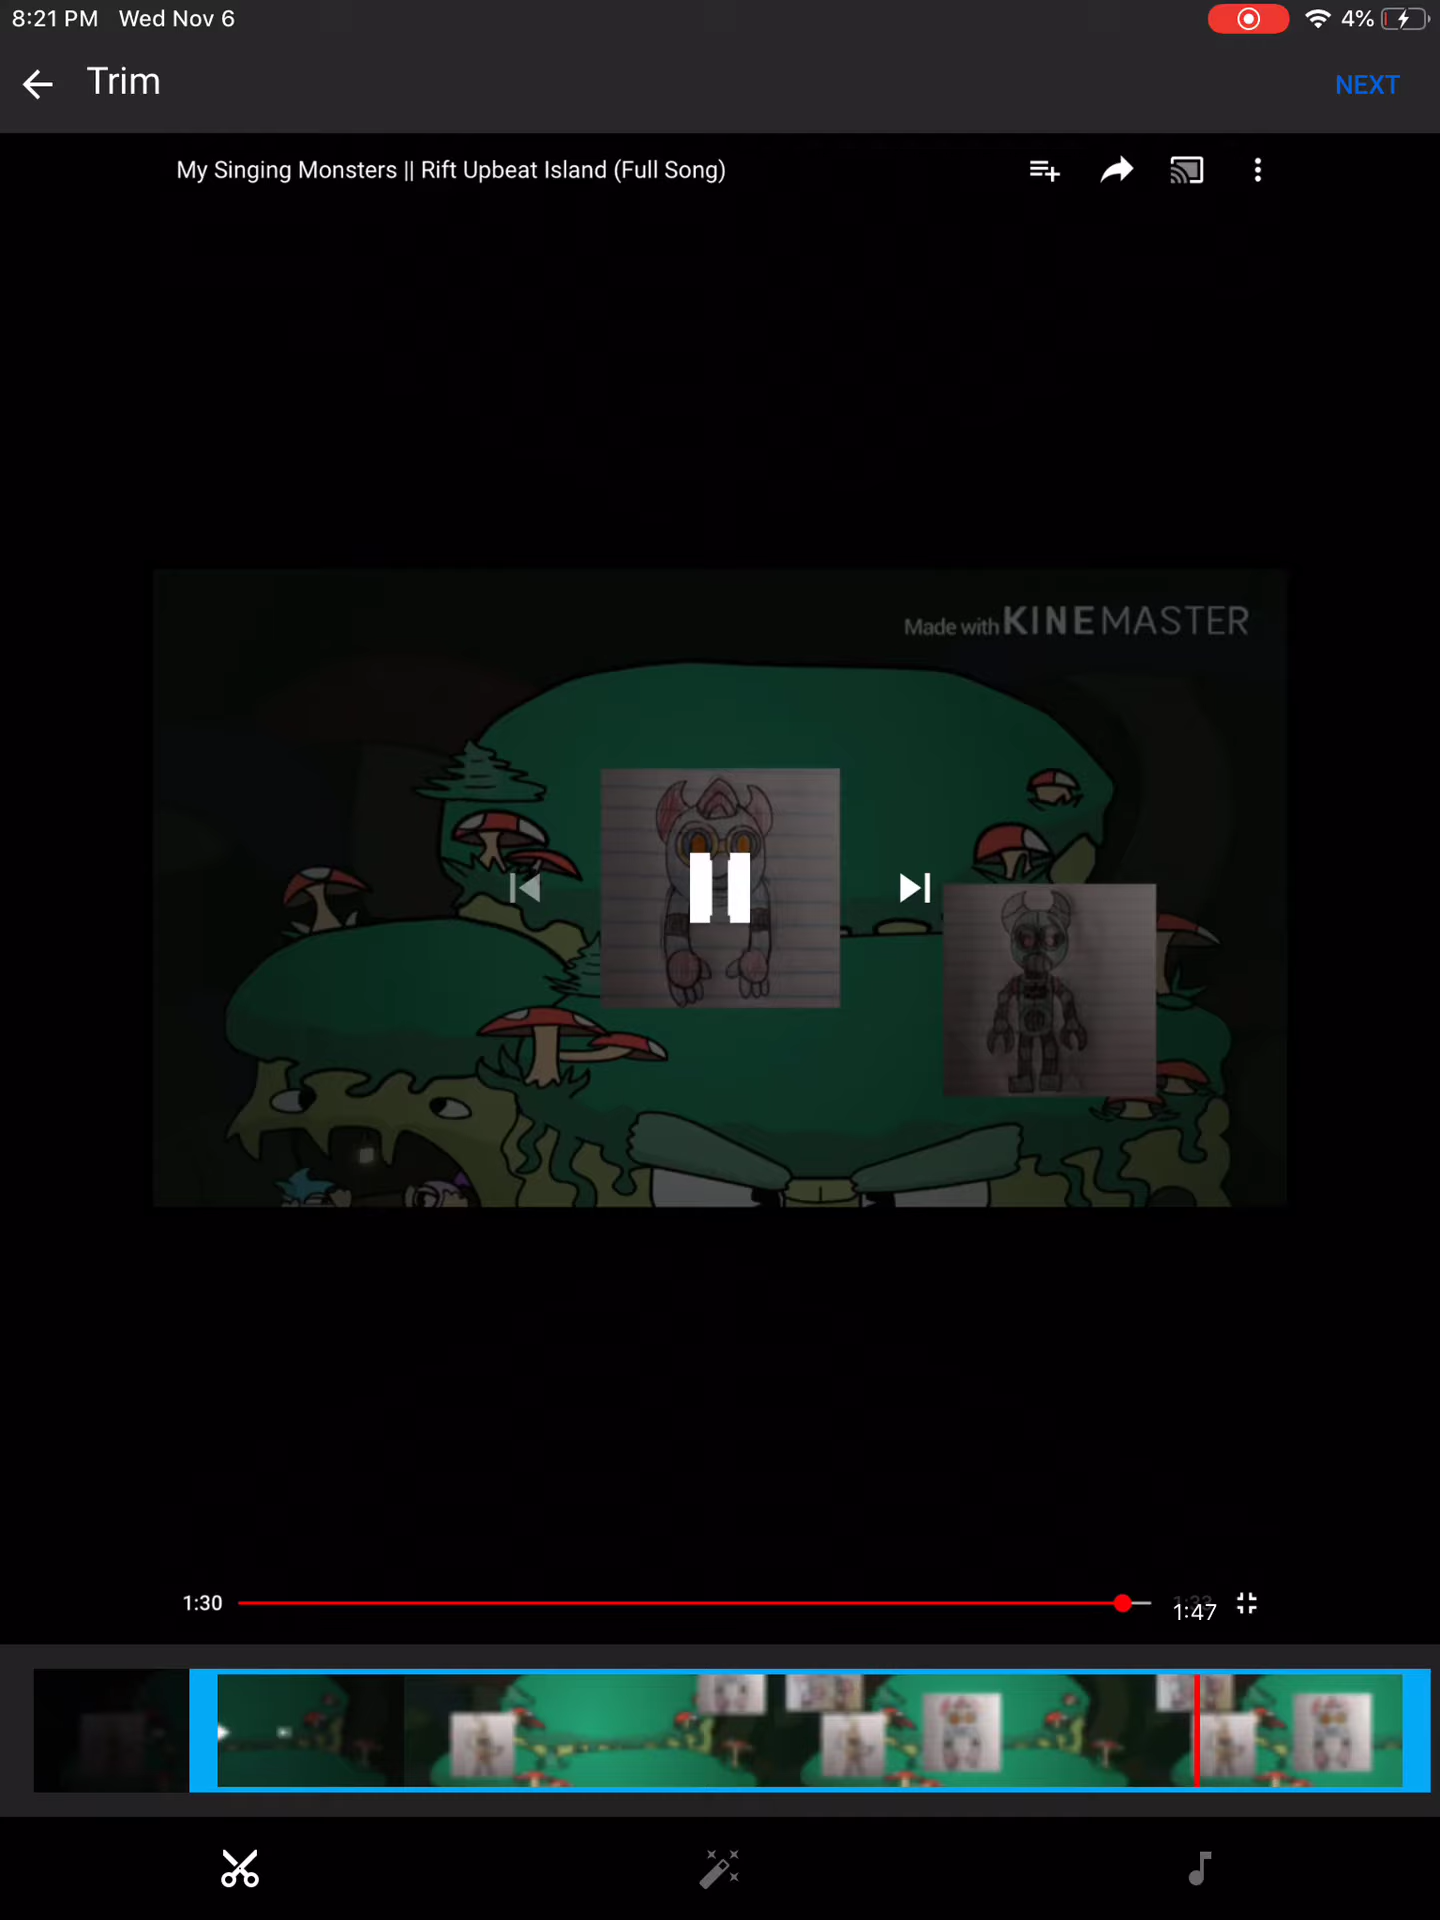 8:21 PM Wed Nov 6 4%
Trim
NEXT
My Singing Monsters || Rift Upbeat Island (Full Song)
Made with KINEMASTER
1:30
1:47